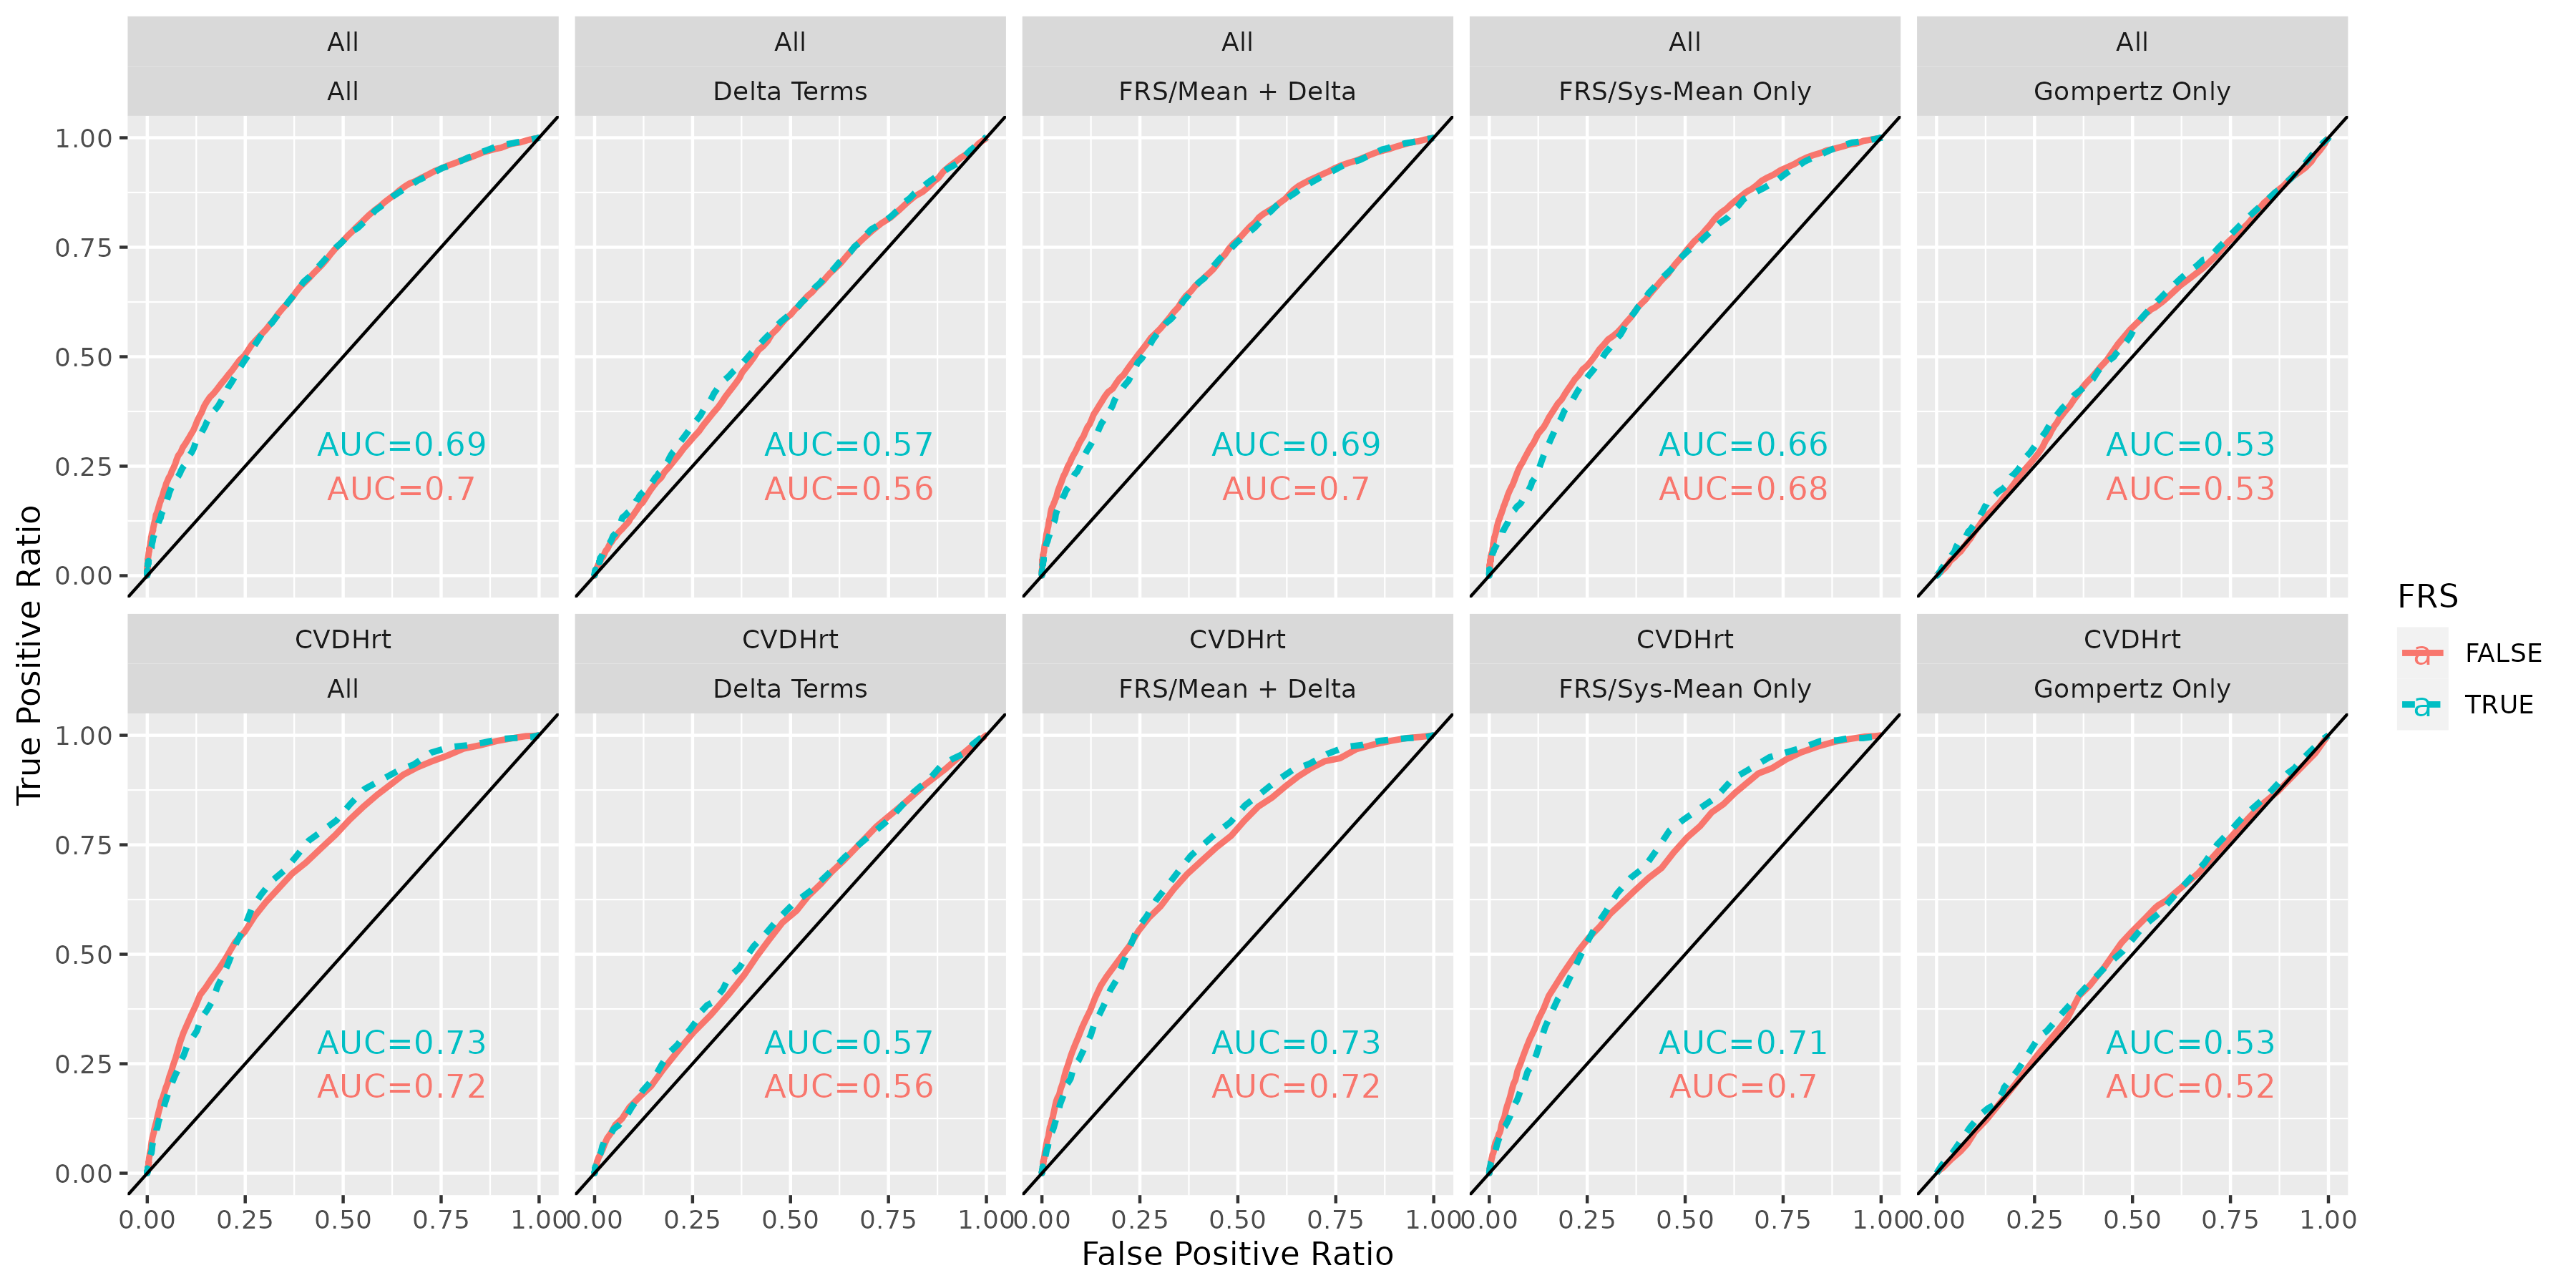 All All All All All
All Delta Terms FRS/Mean + Delta FRS/Sys-Mean Only Gompertz Only
1.00
0.75
0.50
0.25
0.00
AUC=0.69 AUC=0.57 AUC=0.69 AUC=0.66 AUC=0.53
AUC=0.7 AUC=0.56 AUC=0.7 AUC=0.68 AUC=0.53
True Positive Ratio
FRS
a FALSE
a TRUE
CVDHrt CVDHrt CVDHrt CVDHrt CVDHrt
All Delta Terms FRS/Mean + Delta FRS/Sys-Mean Only Gompertz Only
1.00
0.75
0.50
0.25
0.00
AUC=0.73 AUC=0.57 AUC=0.73 AUC=0.71 AUC=0.53
AUC=0.72 AUC=0.56 AUC=0.72 AUC=0.7 AUC=0.52
0.00 0.25 0.50 0.75 1.00 0.00 0.25 0.50 0.75 1.00 0.00 0.25 0.50 0.75 1.00 0.00 0.25 0.50 0.75 1.00 0.00 0.25 0.50 0.75 1.00
False Positive Ratio